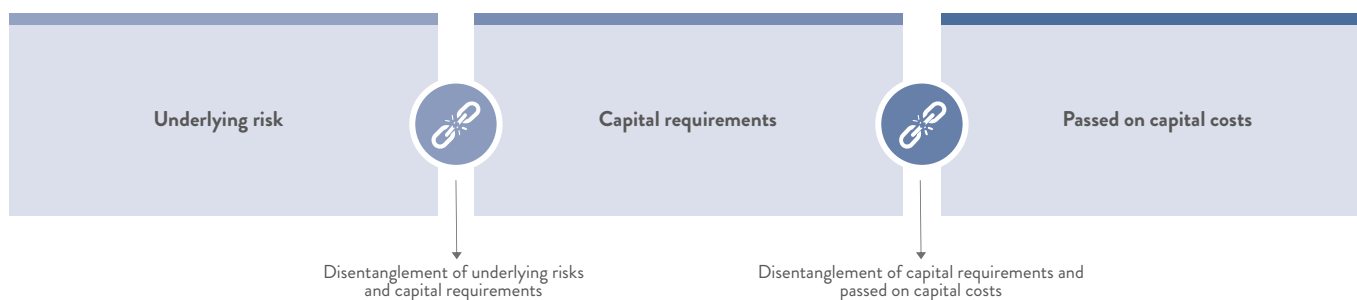 Underlying risk
Capital requirements
Passed on capital costs
Disentanglement of underlying risks
and capital requirements
Disentanglement of capital requirements and
passed on capital costs